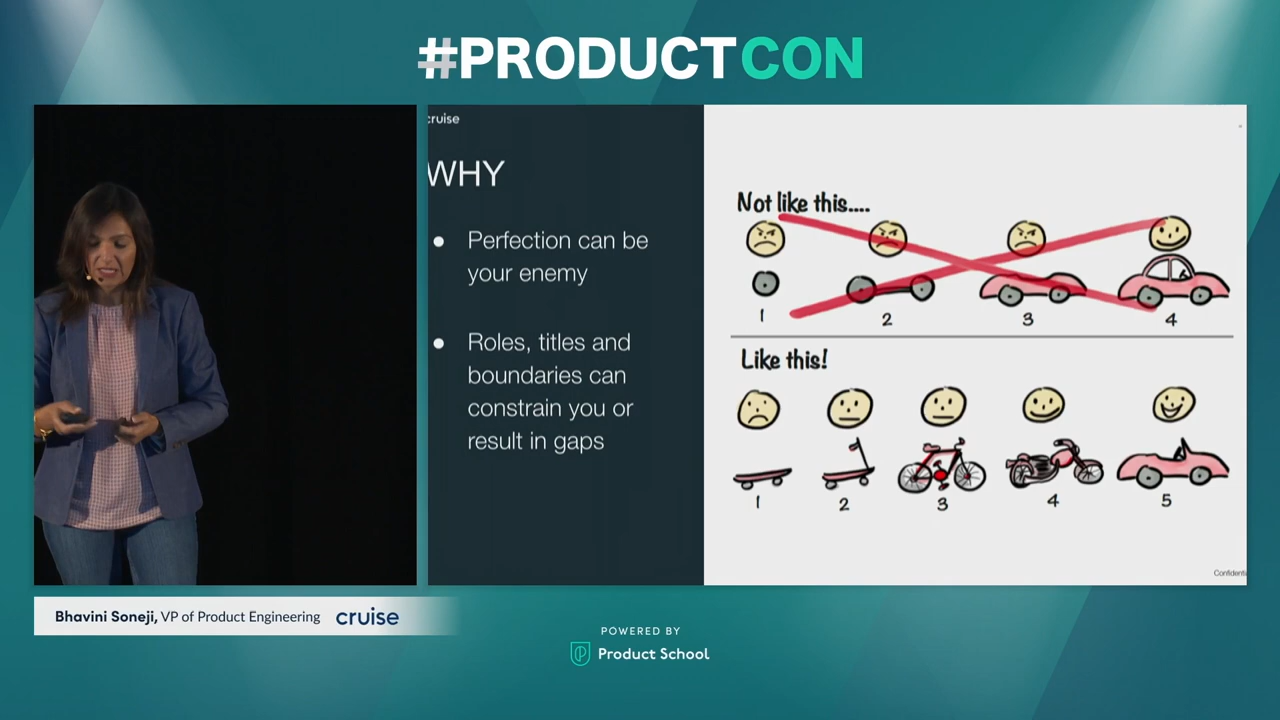 #PRODUCTCON
cruise
WHY
● Perfection can be
your enemy
● Roles, titles and
boundaries can
constrain you or
result in gaps
Not like this....
1 2 3 4
Like this!
1 2 3 4 5
Confidenti
Bhavini Soneji, VP of Product Engineering cruise
POWERED BY
Product School